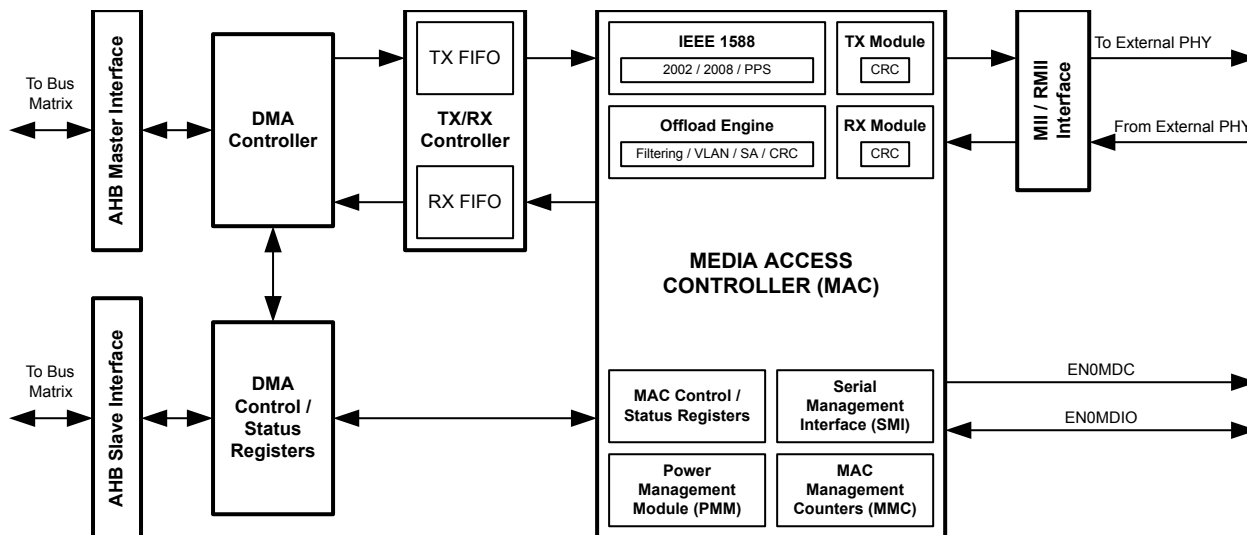 To Bus
Matrix
AHB Master Interface
DMA
Controller
TX FIFO
TX/RX
Controller
RX FIFO
IEEE 1588
2002 / 2008 / PPS
TX Module
CRC
Offload Engine
Filtering / VLAN / SA / CRC
RX Module
CRC
MII / RMII
Interface
To External PHY
From External PHY
MEDIA ACCESS
CONTROLLER (MAC)
To Bus
Matrix
AHB Slave Interface
DMA
Control /
Status
Registers
MAC Control /
Status Registers
Serial
Management
Interface (SMI)
Power
Management
Module (PMM)
MAC
Management
Counters (MMC)
EN0MDC
EN0MDIO